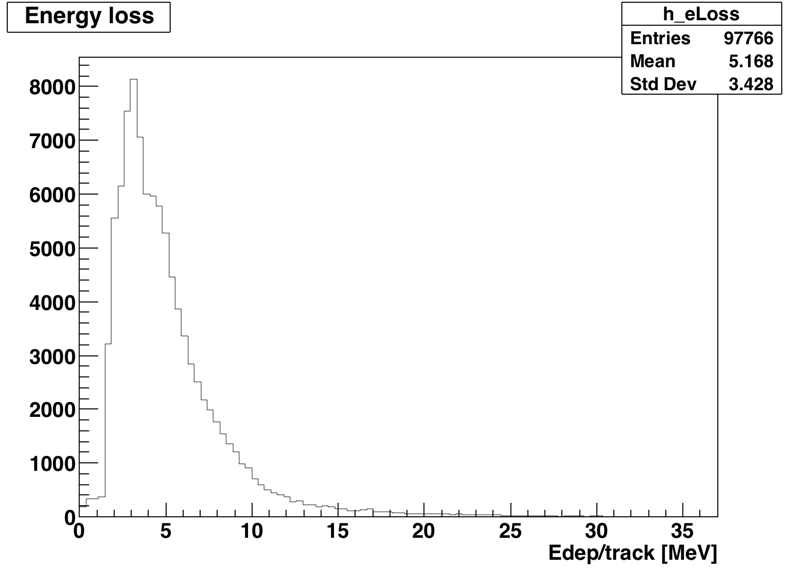 Energy loss
h_eLoss
Entries 97766
Mean 5.168
Std Dev 3.428
8000
7000
6000
5000
4000
3000
2000
1000
0
0 5 10 15 20 25 30 35
Edep/track [MeV]